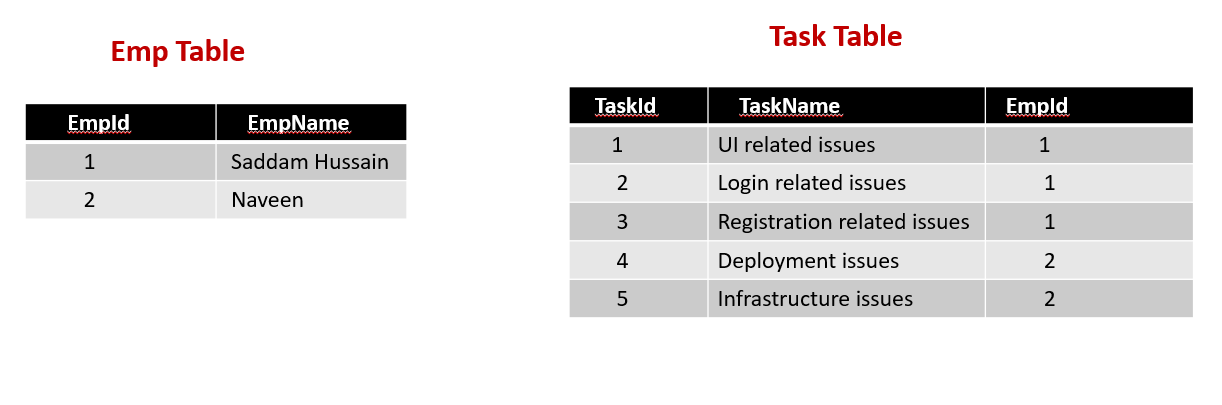 Emp Table
EmpId EmpName
1 Saddam Hussain
2 Naveen
Task Table
TaskId TaskName EmpId
1 UI related issues 1
2 Login related issues 1
3 Registration related issues 1
4 Deployment issues 2
5 Infrastructure issues 2